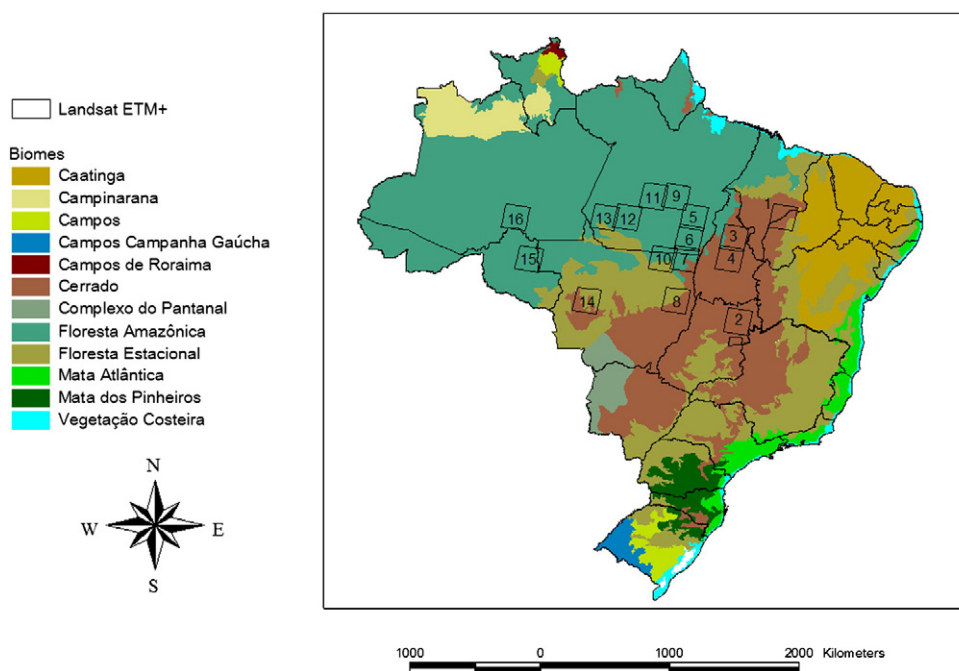 Landsat ETM+
Biomes
Caatinga
Campinarana
Campos
Campos Campanha Gaúcha
Campos de Roraima
Cerrado
Complexo do Pantanal
Floresta Amazônica
Floresta Estacional
Mata Atlântica
Mata dos Pinheiros
Vegetação Costeira
N
W E
S
11 9
16 13 12 5 1
6 3
15 10 7 4
14 8
2
1000 0 1000 2000 Kilometers